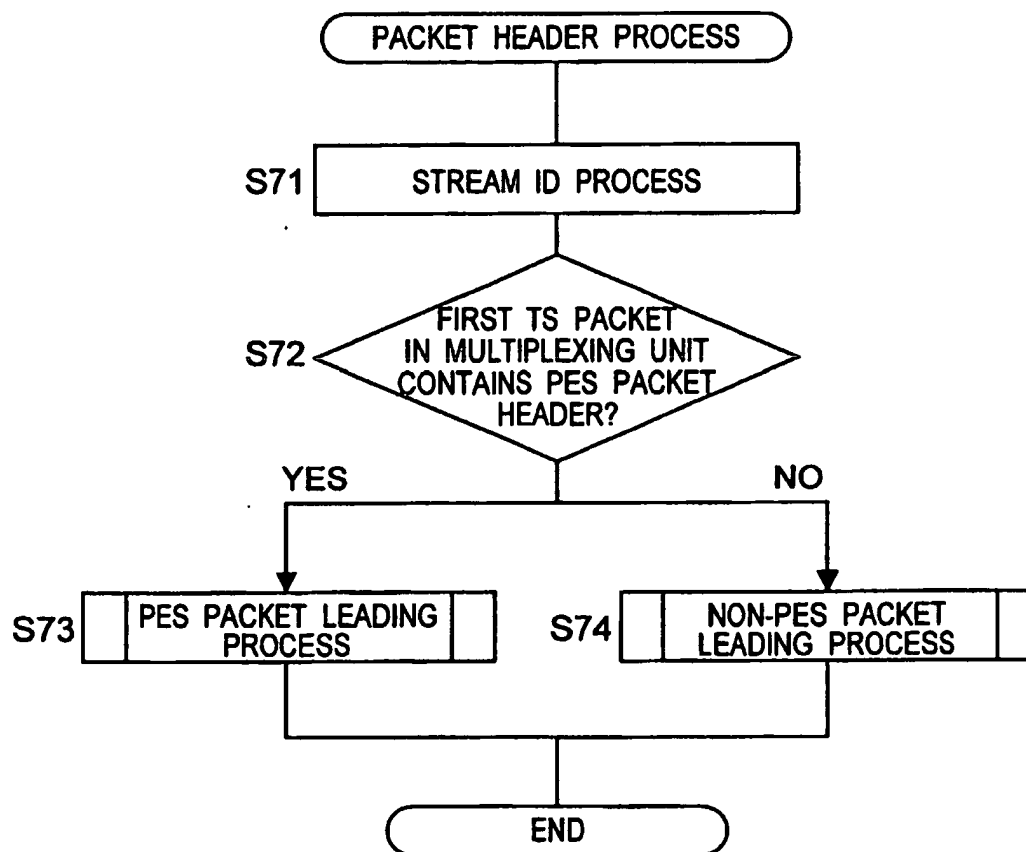 PACKET HEADER PROCESS
S71
STREAM ID PROCESS
S72
FIRST TS PACKET
IN MULTIPLEXING UNIT
CONTAINS PES PACKET
HEADER?
YES
NO
S73
PES PACKET LEADING
PROCESS
S74
NON-PES PACKET
LEADING PROCESS
END